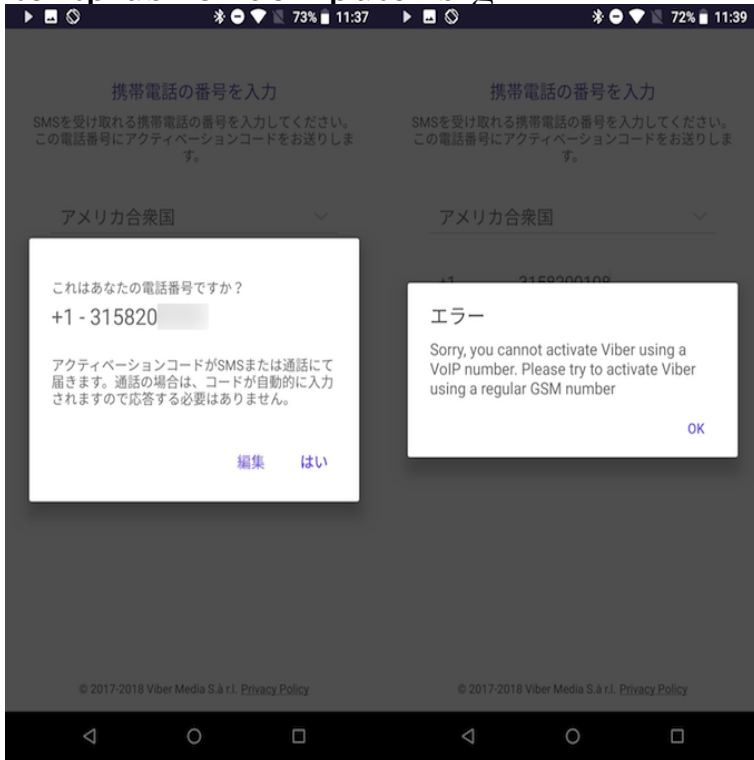 73% 11:37
携帯電話の番号を入力
SMSを受け取れる携帯電話の番号を入力してください。
この電話番号にアクティベーションコードをお送りしま
す。
アメリカ合衆国
これはあなたの電話番号ですか？
+1 - 315820
アクティベーションコードがSMSまたは通話にて
届きます。通話の場合は、コードが自動的に入力
されますので応答する必要はありません。
編集 はい
© 2017-2018 Viber Media S.à r.l. Privacy Policy
72% 11:39
携帯電話の番号を入力
SMSを受け取れる携帯電話の番号を入力してください。
この電話番号にアクティベーションコードをお送りしま
す。
アメリカ合衆国
+1
エラー
Sorry, you cannot activate Viber using a
VoIP number. Please try to activate Viber
using a regular GSM number
OK
© 2017-2018 Viber Media S.à r.l. Privacy Policy